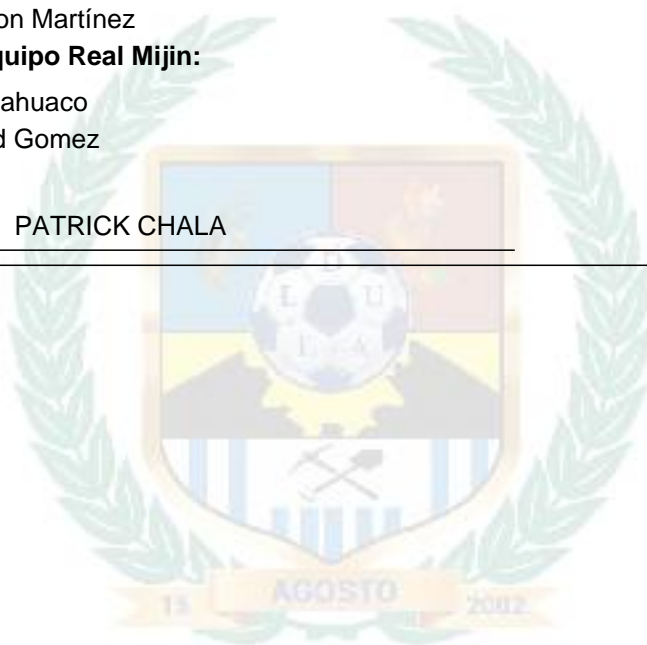 on Martínez
quipo Real Mijin:
ahuaco
d Gomez
PATRICK CHALA
D
L U
E A
15 AGOSTO 2002